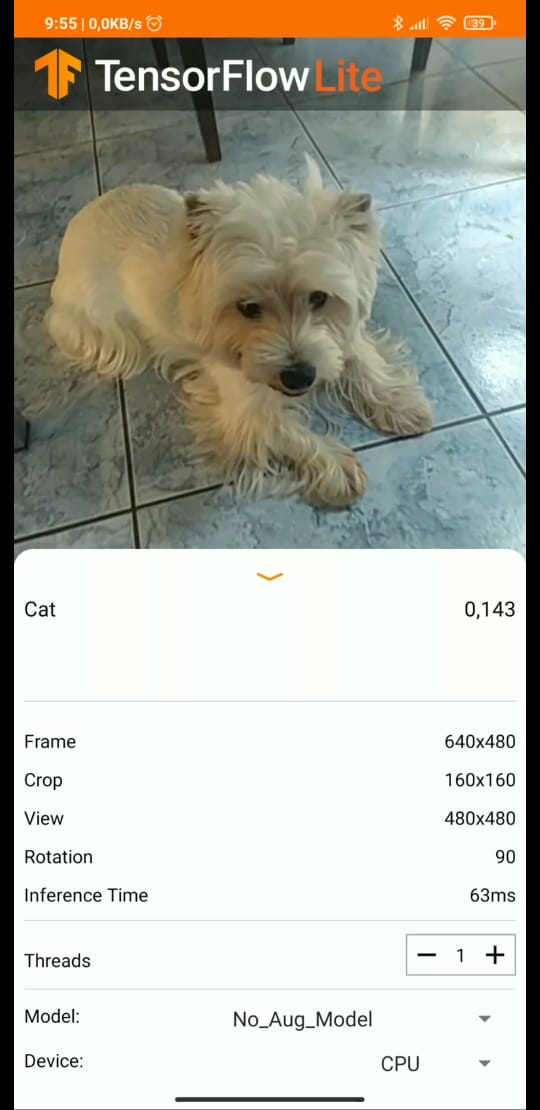 9:55 | 0,0KB/s
39
TensorFlow Lite
Cat 0,143
Frame 640x480
Crop 160x160
View 480x480
Rotation 90
Inference Time 63ms
Threads 1
Model: No_Aug_Model
Device: CPU